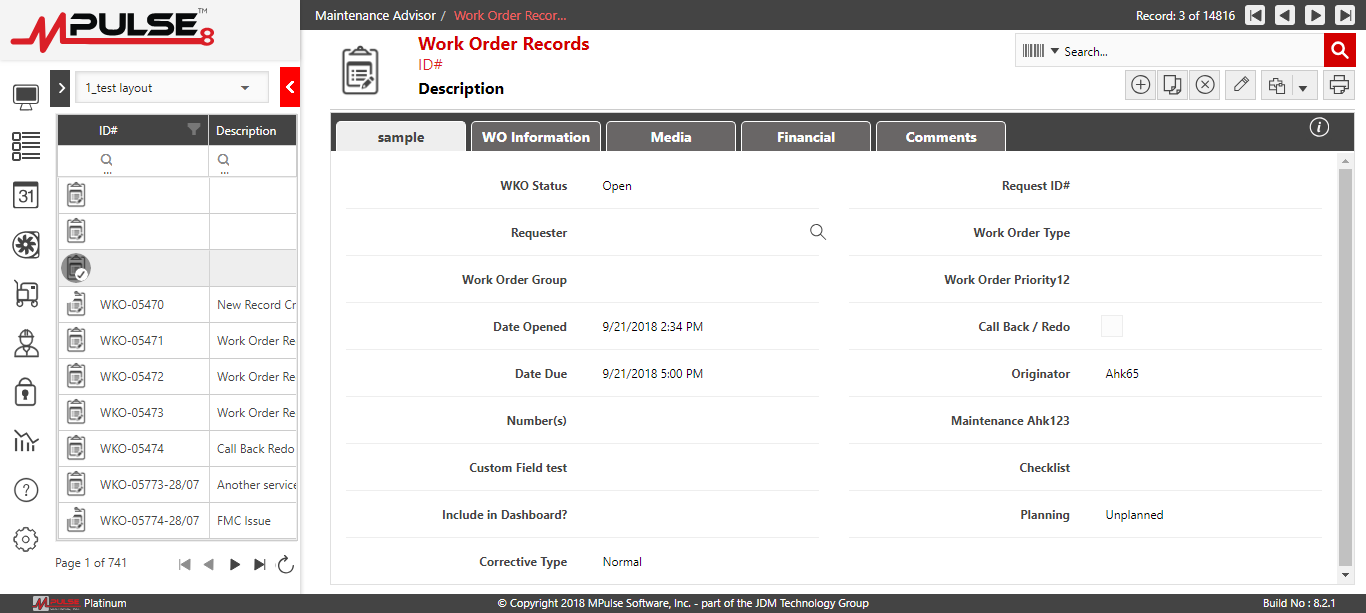 MPULSE 8 ™
Maintenance Advisor / Work Order Recor...
Record: 3 of 14816
1_test layout
ID# Description
... ...
WKO-05470 New Record Cr
WKO-05471 Work Order Re
WKO-05472 Work Order Re
WKO-05473 Work Order Re
WKO-05474 Call Back Redo
WKO-05773-28/07 Another service
WKO-05774-28/07 FMC Issue
Page 1 of 741
31
?
Work Order Records
ID#
Description
Search...
sample WO Information Media Financial Comments
i
WKO Status Open
Request ID#
Requester
Work Order Type
Work Order Group
Work Order Priority12
Date Opened 9/21/2018 2:34 PM
Call Back / Redo
Date Due 9/21/2018 5:00 PM
Originator Ahk65
Number(s)
Maintenance Ahk123
Custom Field test
Checklist
Include in Dashboard?
Planning Unplanned
Corrective Type Normal
MPULSE Platinum
© Copyright 2018 MPulse Software, Inc. - part of the JDM Technology Group
Build No : 8.2.1